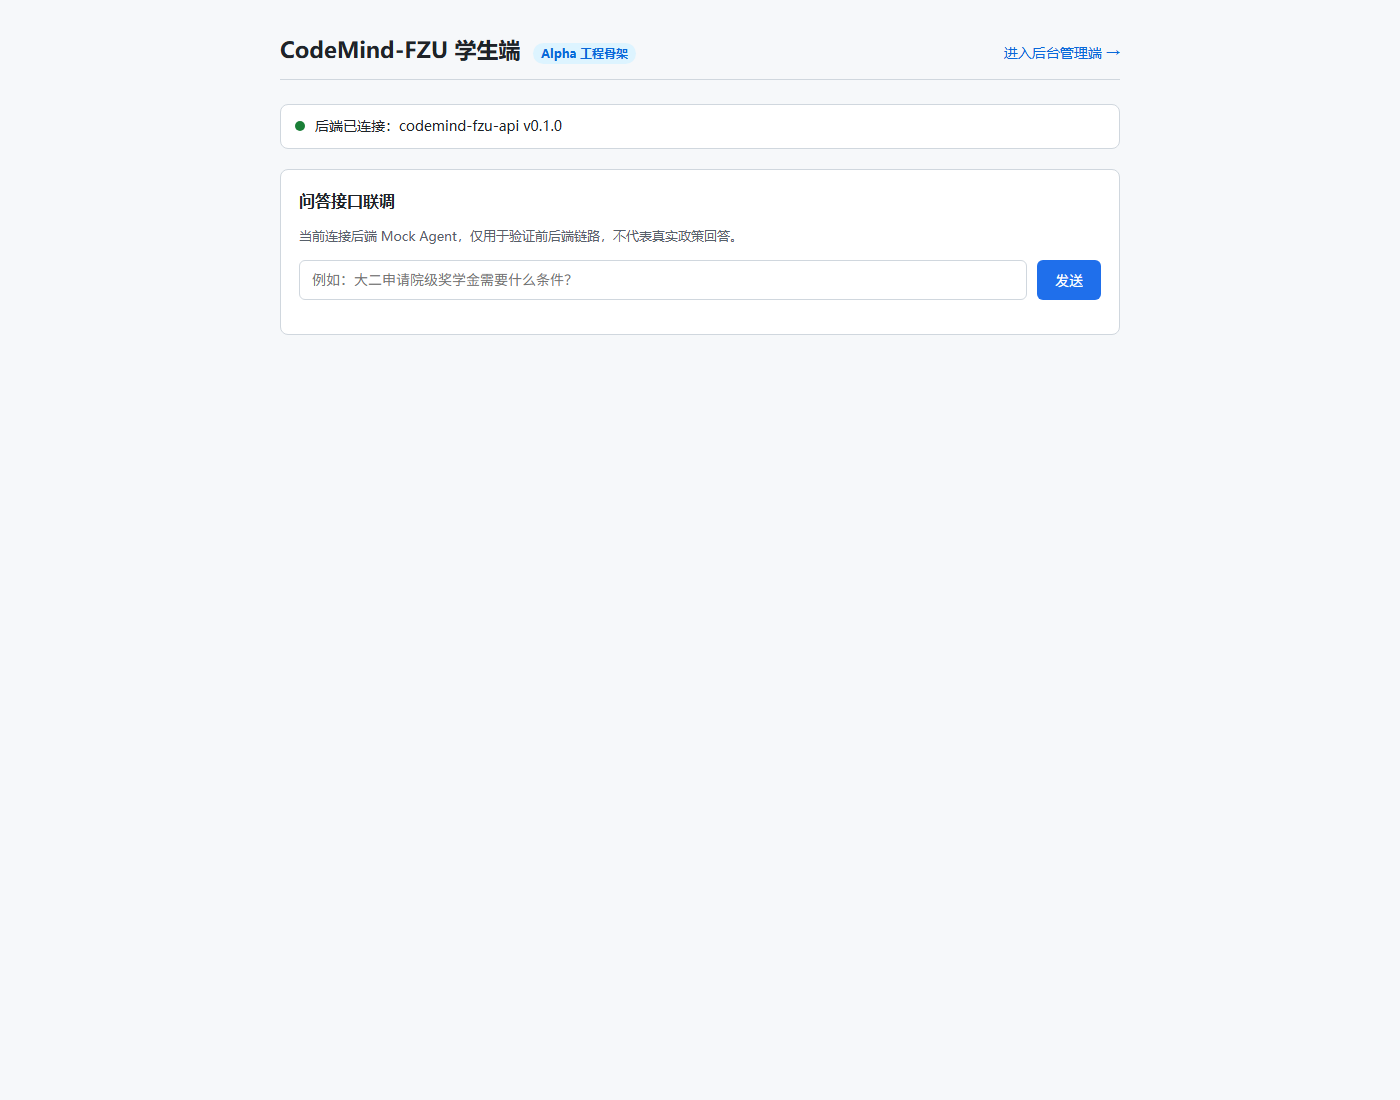 CodeMind-FZU 学生端 Alpha 工程骨架 进入后台管理端 →
后端已连接：codemind-fzu-api v0.1.0
问答接口联调
当前连接后端 Mock Agent，仅用于验证前后端链路，不代表真实政策回答。
例如：大二申请院级奖学金需要什么条件？ 发送